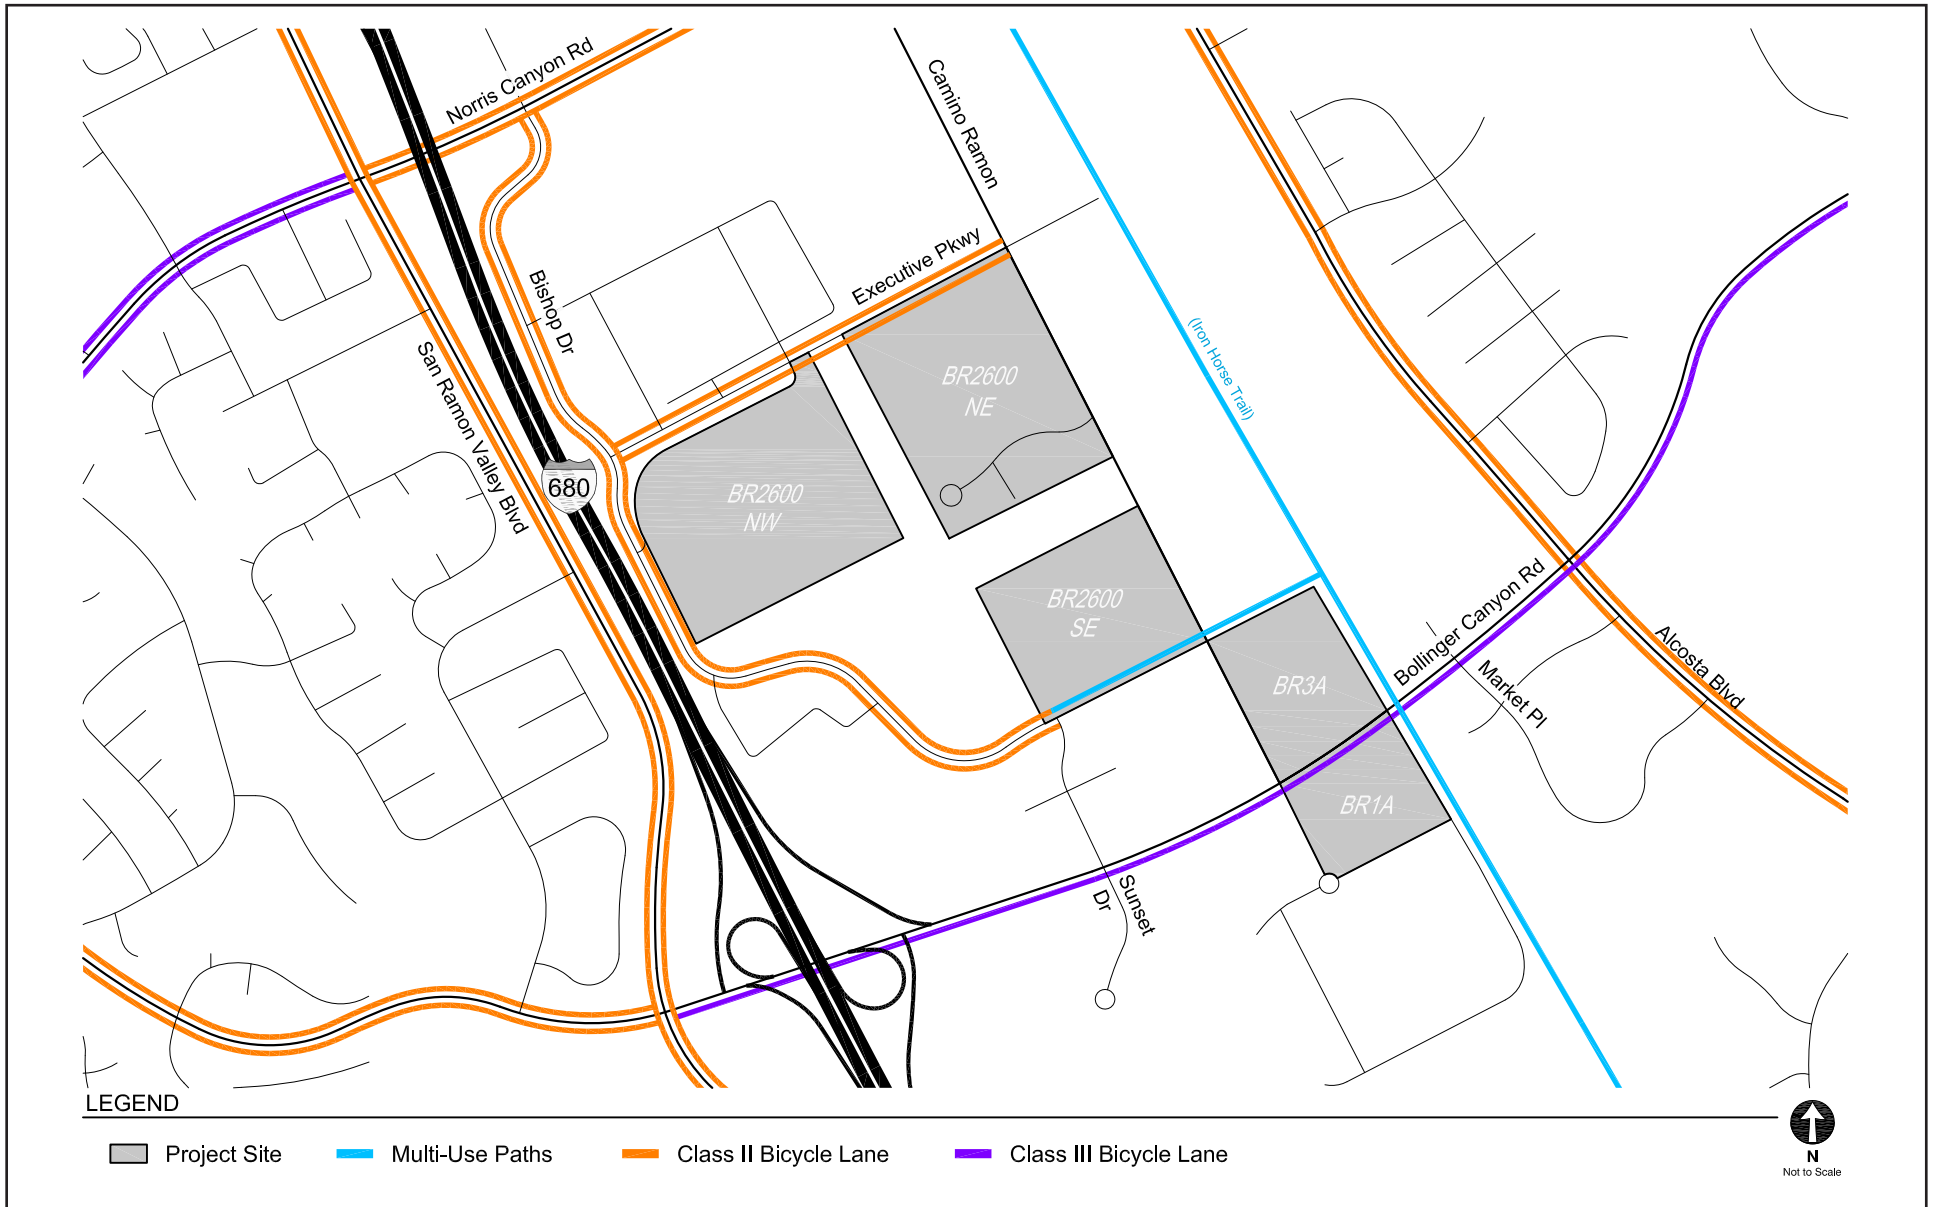 Norris Canyon Rd
Camino Ramon
Executive Pkwy
Bishop Dr
(Iron Horse Trail)
San Ramon Valley Blvd
BR2600
NE
680
BR2600
NW
BR2600
SE
Bollinger Canyon Rd
Alcosta Blvd
Market Pl
BR3A
BR1A
Sunset
Dr
LEGEND
Project Site
Multi-Use Paths
Class II Bicycle Lane
Class III Bicycle Lane
N
Not to Scale